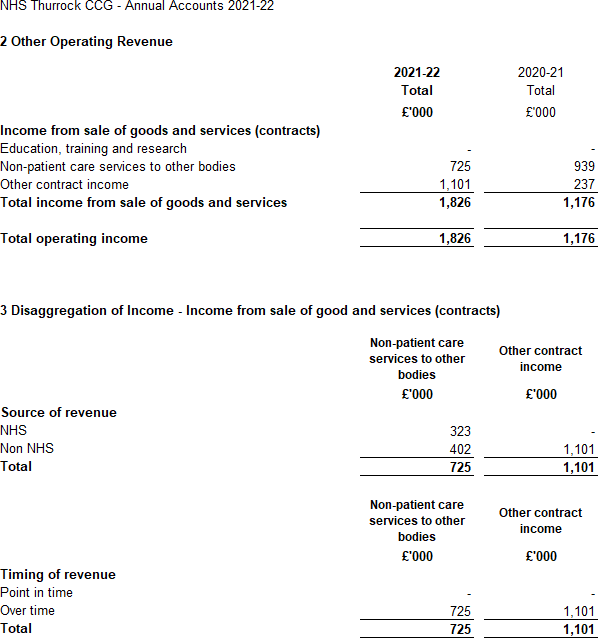 NHS Thurrock CCG - Annual Accounts 2021-22
2 Other Operating Revenue
2021-22 2020-21
Total Total
£'000 £'000
Income from sale of goods and services (contracts)
Education, training and research - -
Non-patient care services to other bodies 725 939
Other contract income 1,101 237
Total income from sale of goods and services 1,826 1,176
Total operating income 1,826 1,176
3 Disaggregation of Income - Income from sale of good and services (contracts)
Non-patient care
services to other
bodies
Other contract
income
£'000 £'000
Source of revenue
NHS 323 -
Non NHS 402 1,101
Total 725 1,101
Non-patient care
services to other
bodies
Other contract
income
£'000 £'000
Timing of revenue
Point in time - -
Over time 725 1,101
Total 725 1,101